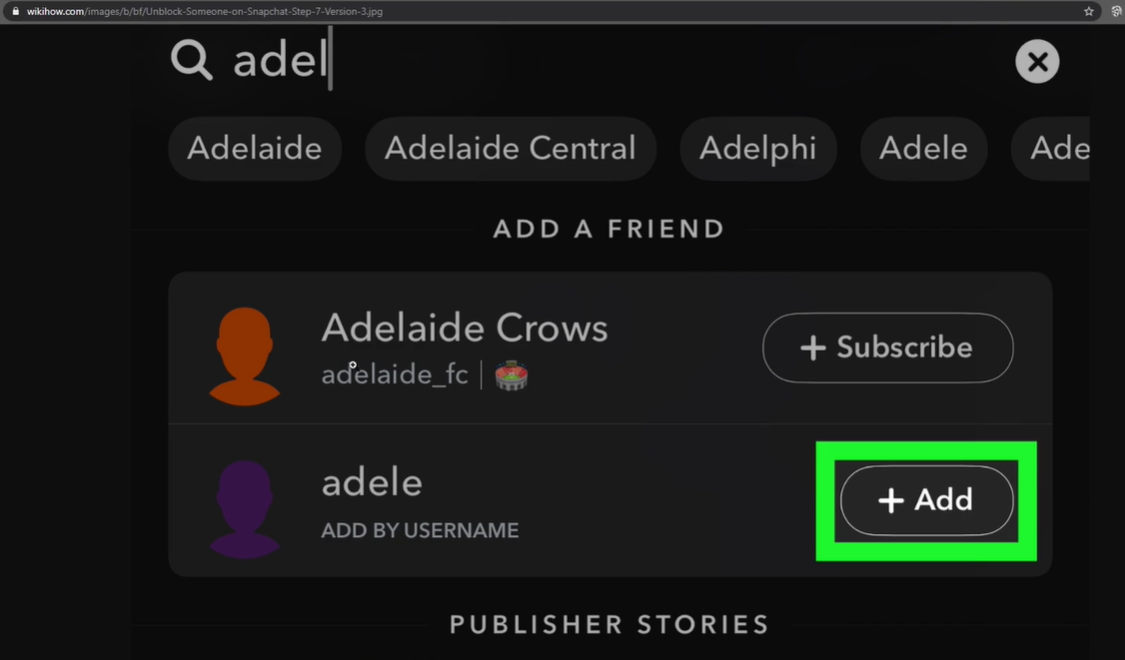 wikihow.com/images/b/bf/Unblock-Someone-on-Snapchat-Step-7-Version-3.jpg
adel
Adelaide Adelaide Central Adelphi Adele Ade
ADD A FRIEND
Adelaide Crows
adelaide_fc
+ Subscribe
adele
ADD BY USERNAME
+ Add
PUBLISHER STORIES